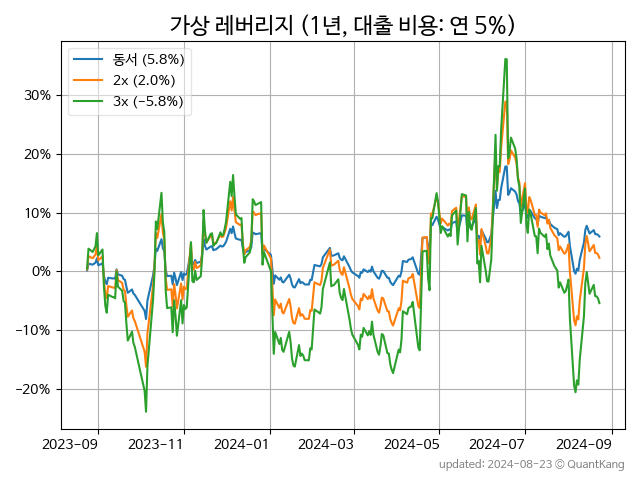 가상 레버리지 (1년, 대출 비용: 연 5%)
동서 (5.8%)
2x (2.0%)
3x (−5.8%)
30%
20%
10%
0%
−10%
−20%
2023-09 2023-11 2024-01 2024-03 2024-05 2024-07 2024-09
updated: 2024-08-23 © QuantKang